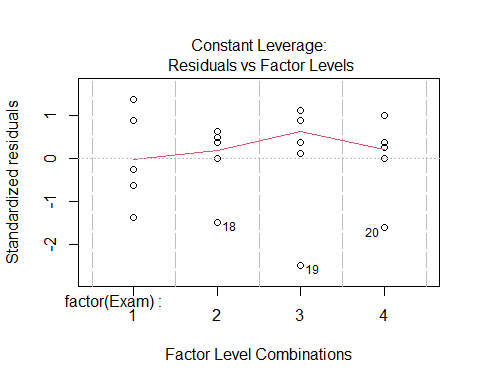 Constant Leverage:
Residuals vs Factor Levels
Standardized residuals
1
0
-1
-2
18
19
20
factor(Exam) :
1 2 3 4
Factor Level Combinations